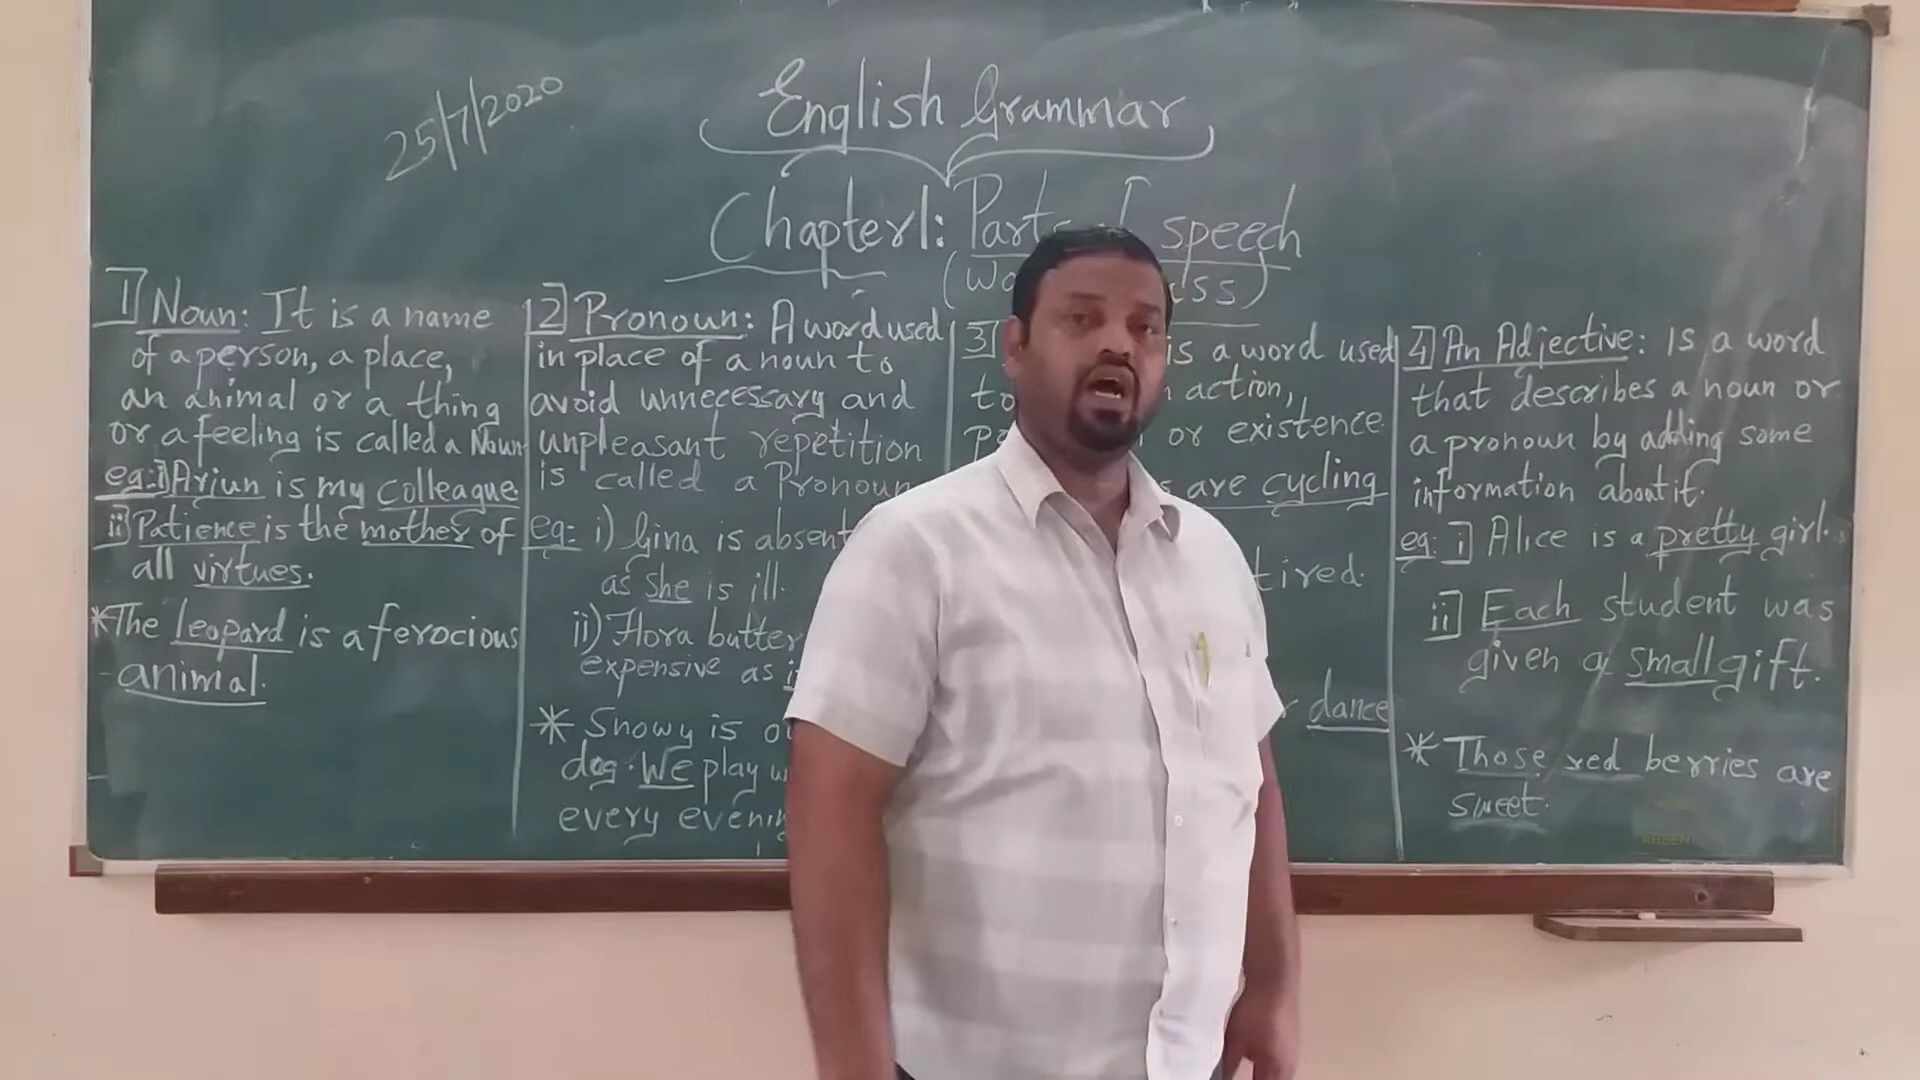 25/7/2020
English Grammar
Chapter1: Parts speech
1] Noun: It is a name
of a person, a place,
an animal or a thing
or a feeling is called a Noun
eg: i] Arjun is my colleague.
ii] Patience is the mother of
all virtues.
*The leopard is a ferocious
animal.
2] Pronoun: A word used
in place of a noun to
avoid unnecessary and
unpleasant repetition
is called a Pronoun
eg: i) Gina is absent
as she is ill.
ii) Flora butter
expensive as
* Snowy is
dog. We play
every
3] is a word used
action,
or existence
are cycling
tired.
dance
4] An Adjective: Is a word
that describes a noun or
a pronoun by adding some
information about it.
eg: i] Alice is a pretty girl.
ii] Each student was
given a small gift.
* Those red berries are
sweet.